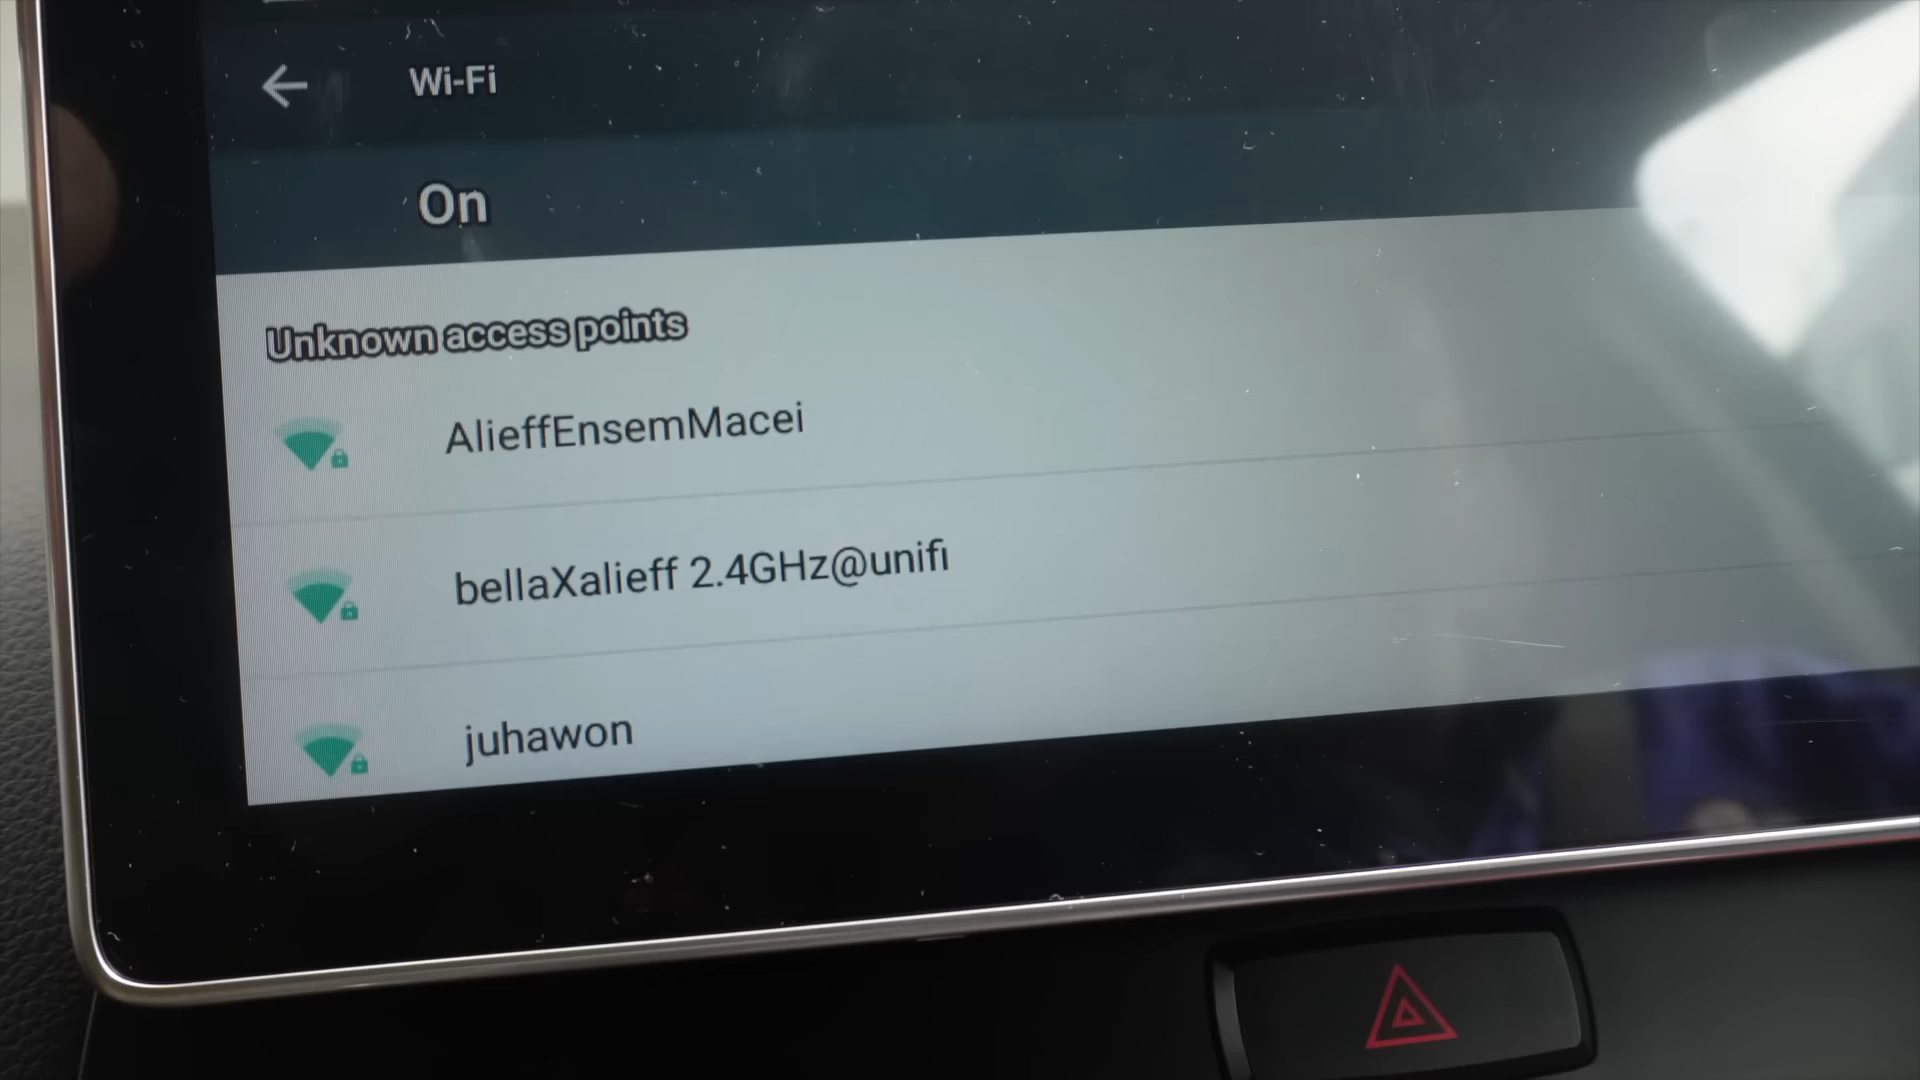 Wi-Fi
On
Unknown access points
AlieffEnsemMacei
bellaXalieff 2.4GHz@unifi
juhawon